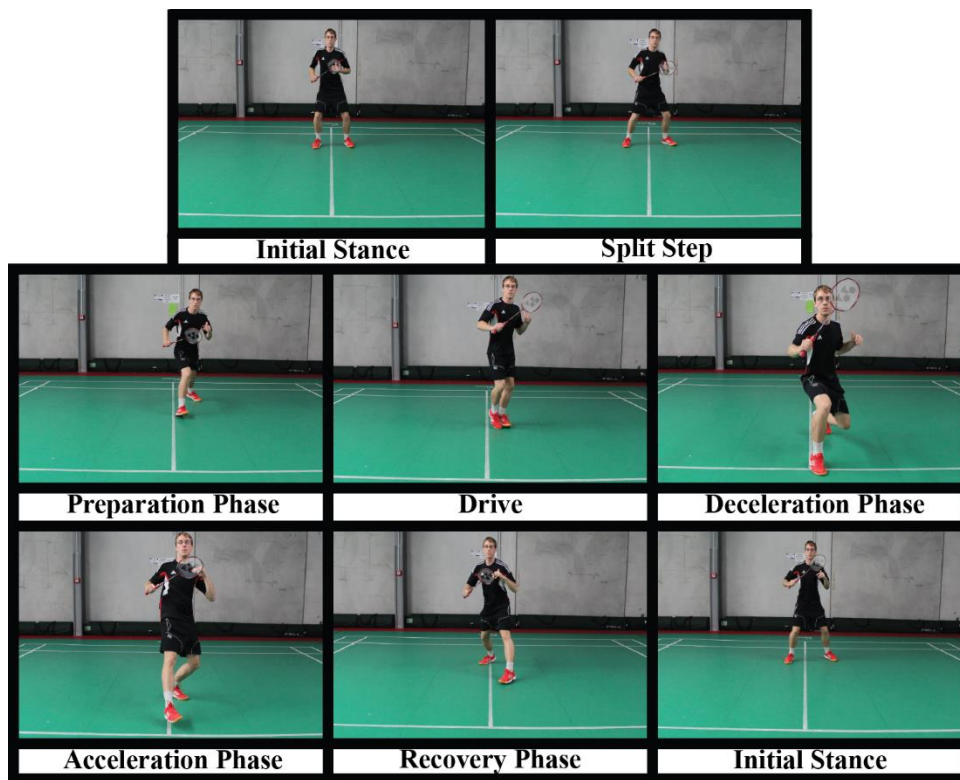 Initial Stance
Split Step
Preparation Phase
Drive
Deceleration Phase
Acceleration Phase
Recovery Phase
Initial Stance